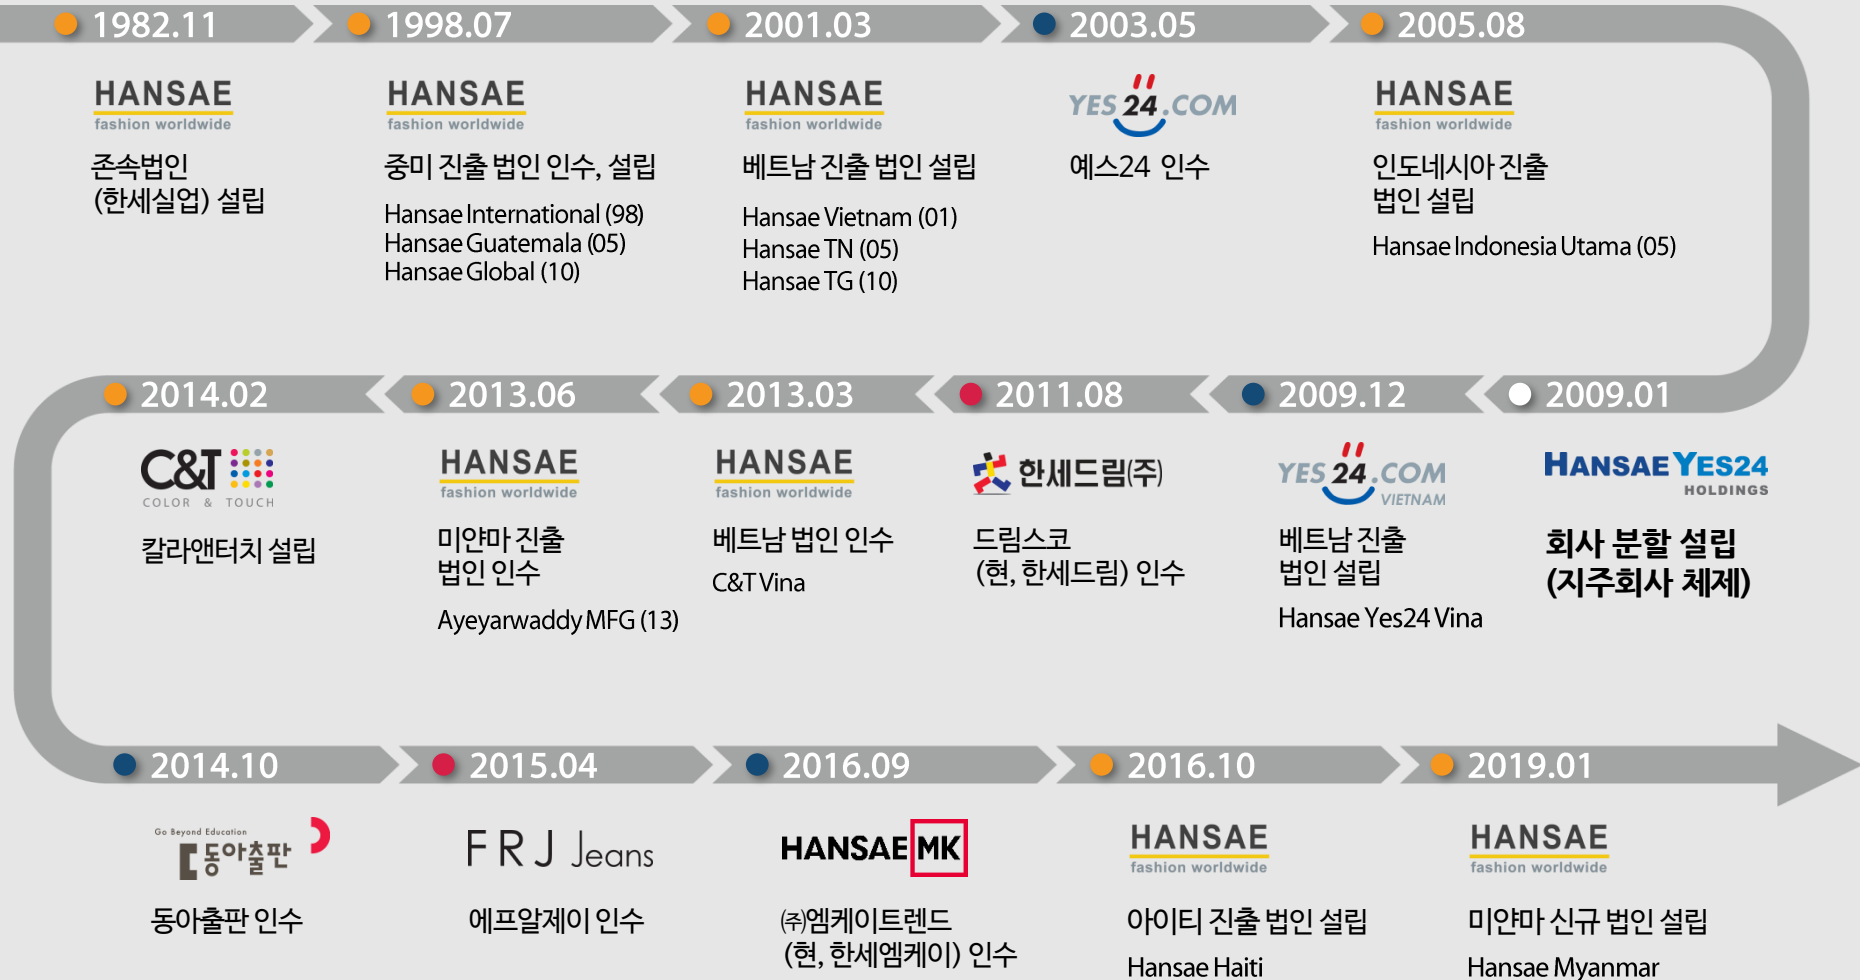 1982.11
HANSAE
fashion worldwide
존속법인
(한세실업) 설립
1998.07
HANSAE
fashion worldwide
중미 진출 법인 인수, 설립
Hansae International (98)
Hansae Guatemala (05)
Hansae Global (10)
2001.03
HANSAE
fashion worldwide
베트남 진출 법인 설립
Hansae Vietnam (01)
Hansae TN (05)
Hansae TG (10)
2003.05
YES24.COM
예스24 인수
2005.08
HANSAE
fashion worldwide
인도네시아 진출
법인 설립
Hansae Indonesia Utama (05)
2009.01
HANSAE YES24
HOLDINGS
회사 분할 설립
(지주회사 체제)
2009.12
YES24.COM
VIETNAM
베트남 진출
법인 설립
Hansae Yes24 Vina
2011.08
한세드림(주)
드림스코
(현, 한세드림) 인수
2013.03
HANSAE
fashion worldwide
베트남 법인 인수
C&T Vina
2013.06
HANSAE
fashion worldwide
미얀마 진출
법인 인수
Ayeyarwaddy MFG (13)
2014.02
C&T
COLOR & TOUCH
칼라앤터치 설립
2014.10
Go Beyond Education
동아출판
동아출판 인수
2015.04
FRJ Jeans
에프알제이 인수
2016.09
HANSAE MK
㈜엠케이트렌드
(현, 한세엠케이) 인수
2016.10
HANSAE
fashion worldwide
아이티 진출 법인 설립
Hansae Haiti
2019.01
HANSAE
fashion worldwide
미얀마 신규 법인 설립
Hansae Myanmar